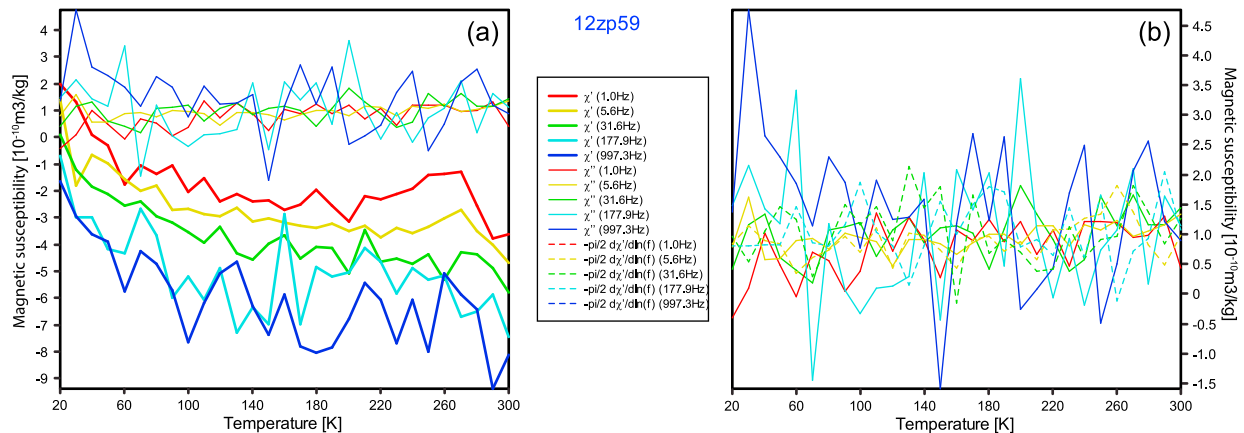 12zp59
(a)
Magnetic susceptibility [10⁻¹⁰m3/kg]
4
3
2
1
0
-1
-2
-3
-4
-5
-6
-7
-8
-9
20 60 100 140 180 220 260 300
Temperature [K]
χ' (1.0Hz)
χ' (5.6Hz)
χ' (31.6Hz)
χ' (177.9Hz)
χ' (997.3Hz)
χ'' (1.0Hz)
χ'' (5.6Hz)
χ'' (31.6Hz)
χ'' (177.9Hz)
χ'' (997.3Hz)
-pi/2 dχ'/dln(f) (1.0Hz)
-pi/2 dχ'/dln(f) (5.6Hz)
-pi/2 dχ'/dln(f) (31.6Hz)
-pi/2 dχ'/dln(f) (177.9Hz)
-pi/2 dχ'/dln(f) (997.3Hz)
(b)
4.5
4.0
3.5
3.0
2.5
2.0
1.5
1.0
0.5
0
-0.5
-1.0
-1.5
Magnetic susceptibility [10⁻¹⁰m3/kg]
20 60 100 140 180 220 260 300
Temperature [K]